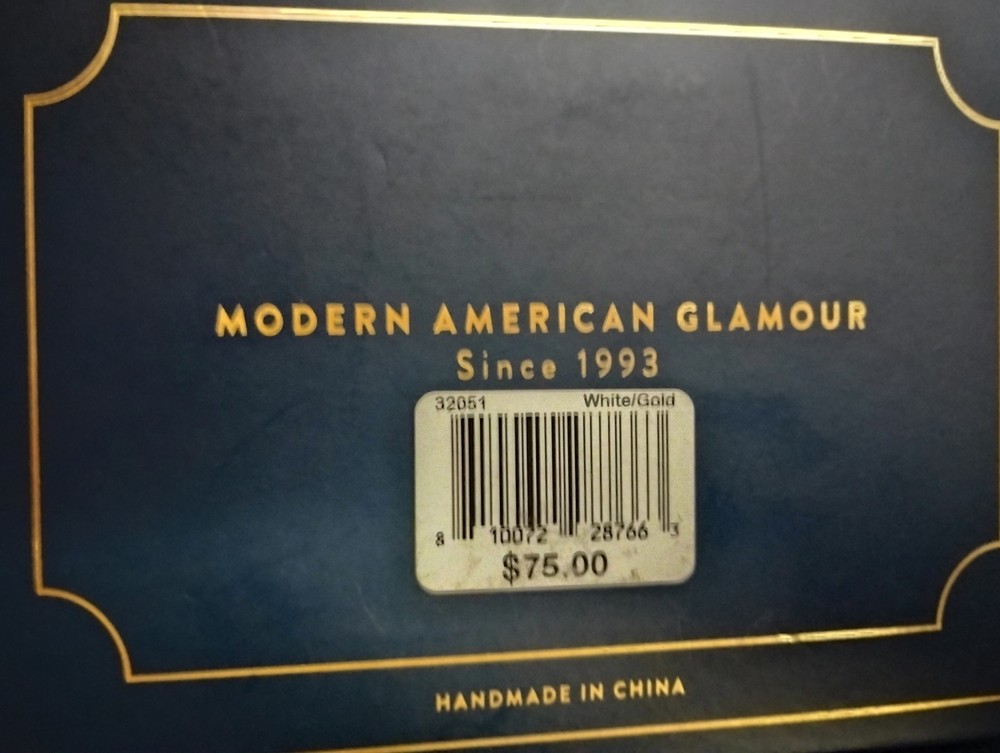 MODERN AMERICAN GLAMOUR
Since 1993
32051 White/Gold
8 10072 28766 3
$75.00
HANDMADE IN CHINA